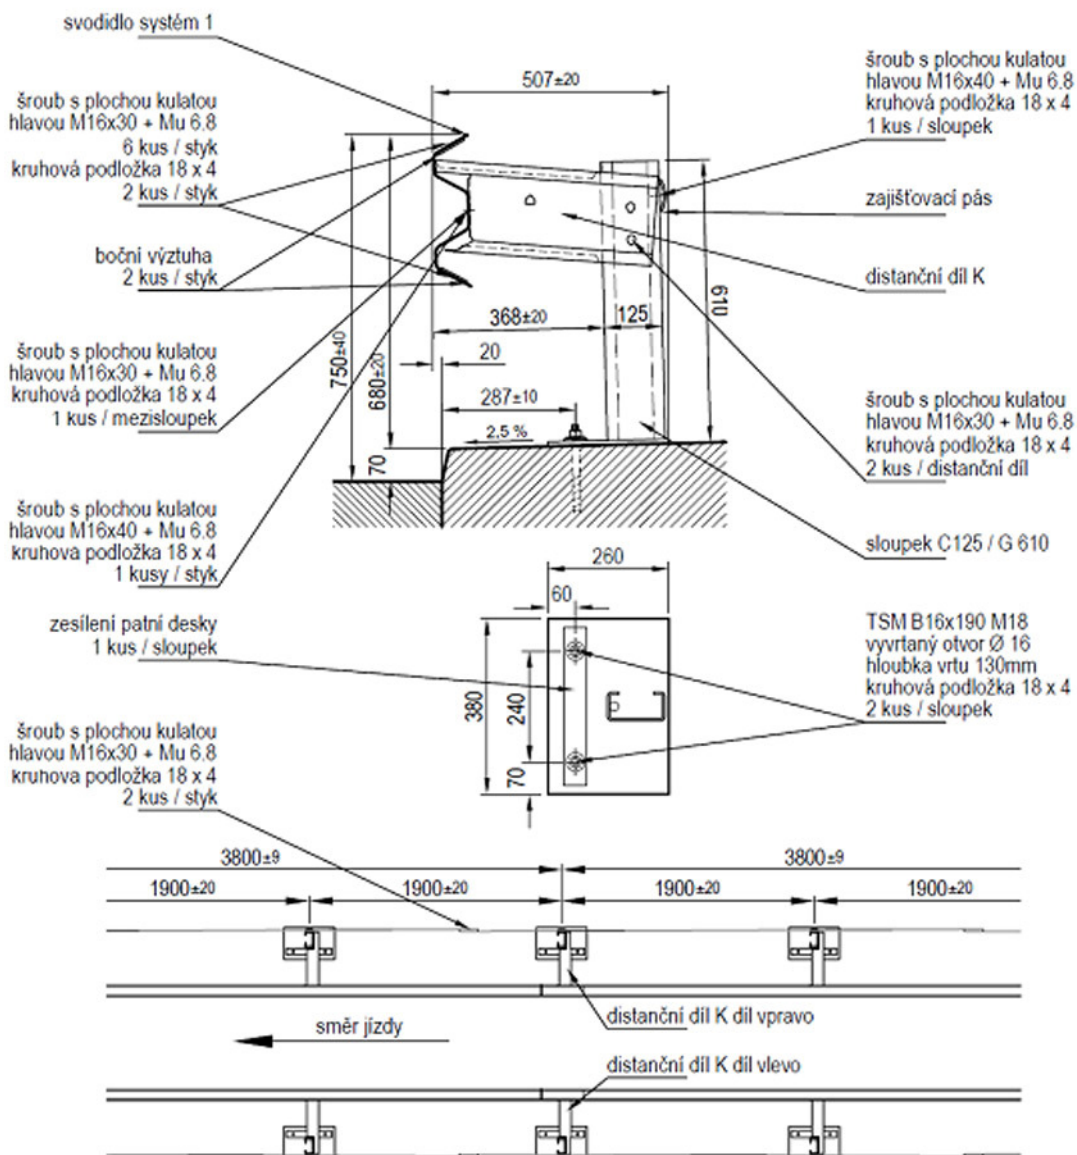 svodidlo systém 1
šroub s plochou kulatou
hlavou M16x30 + Mu 6.8
6 kus / styk
kruhová podložka 18 x 4
2 kus / styk
boční výztuha
2 kus / styk
šroub s plochou kulatou
hlavou M16x30 + Mu 6.8
kruhová podložka 18 x 4
1 kus / mezisloupek
šroub s plochou kulatou
hlavou M16x40 + Mu 6.8
kruhova podložka 18 x 4
1 kusy / styk
zesílení patní desky
1 kus / sloupek
šroub s plochou kulatou
hlavou M16x30 + Mu 6.8
kruhova podložka 18 x 4
2 kus / styk
507±20
750±40
680±20
70
368±20
125
610
20
287±10
2,5 %
šroub s plochou kulatou
hlavou M16x40 + Mu 6.8
kruhová podložka 18 x 4
1 kus / sloupek
zajišťovací pás
distanční díl K
šroub s plochou kulatou
hlavou M16x30 + Mu 6.8
kruhová podložka 18 x 4
2 kus / distanční díl
sloupek C125 / G 610
260
60
380
240
70
TSM B16x190 M18
vyvrtaný otvor Ø 16
hloubka vrtu 130mm
kruhová podložka 18 x 4
2 kus / sloupek
3800±9
3800±9
1900±20
1900±20
1900±20
1900±20
distanční díl K díl vpravo
směr jízdy
distanční díl K díl vlevo